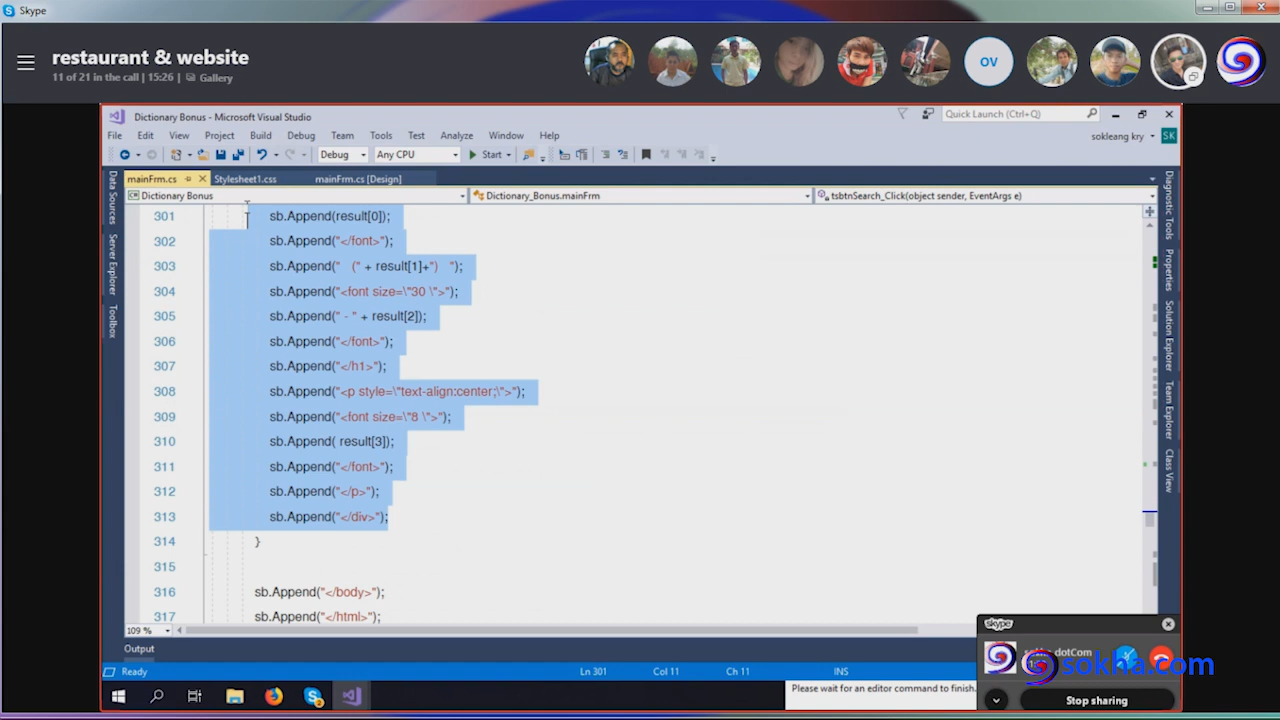 Skype
restaurant & website
11 of 21 in the call | 15:26 | Gallery
OV
Dictionary Bonus - Microsoft Visual Studio
Quick Launch (Ctrl+Q)
File Edit View Project Build Debug Team Tools Test Analyze Window Help
sokleang kry
SK
Debug
Any CPU
Start
mainFrm.cs
Stylesheet1.css
mainFrm.cs [Design]
Dictionary Bonus
Dictionary_Bonus.mainFrm
tsbtnSearch_Click(object sender, EventArgs e)
Data Sources
Server Explorer
Toolbox
301 sb.Append(result[0]);
302 sb.Append("</font>");
303 sb.Append("   (" + result[1]+")   ");
304 sb.Append("<font size=\"30 \">");
305 sb.Append(" - " + result[2]);
306 sb.Append("</font>");
307 sb.Append("</h1>");
308 sb.Append("<p style=\"text-align:center;\">");
309 sb.Append("<font size=\"8 \">");
310 sb.Append( result[3]);
311 sb.Append("</font>");
312 sb.Append("</p>");
313 sb.Append("</div>");
314 }
315
316 sb.Append("</body>");
317 sb.Append("</html>");
Diagnostic Tools
Properties
Solution Explorer
Team Explorer
Class View
109 %
Output
Ready
Ln 301
Col 11
Ch 11
INS
Please wait for an editor command to finish.
skype
sokha.com
Stop sharing